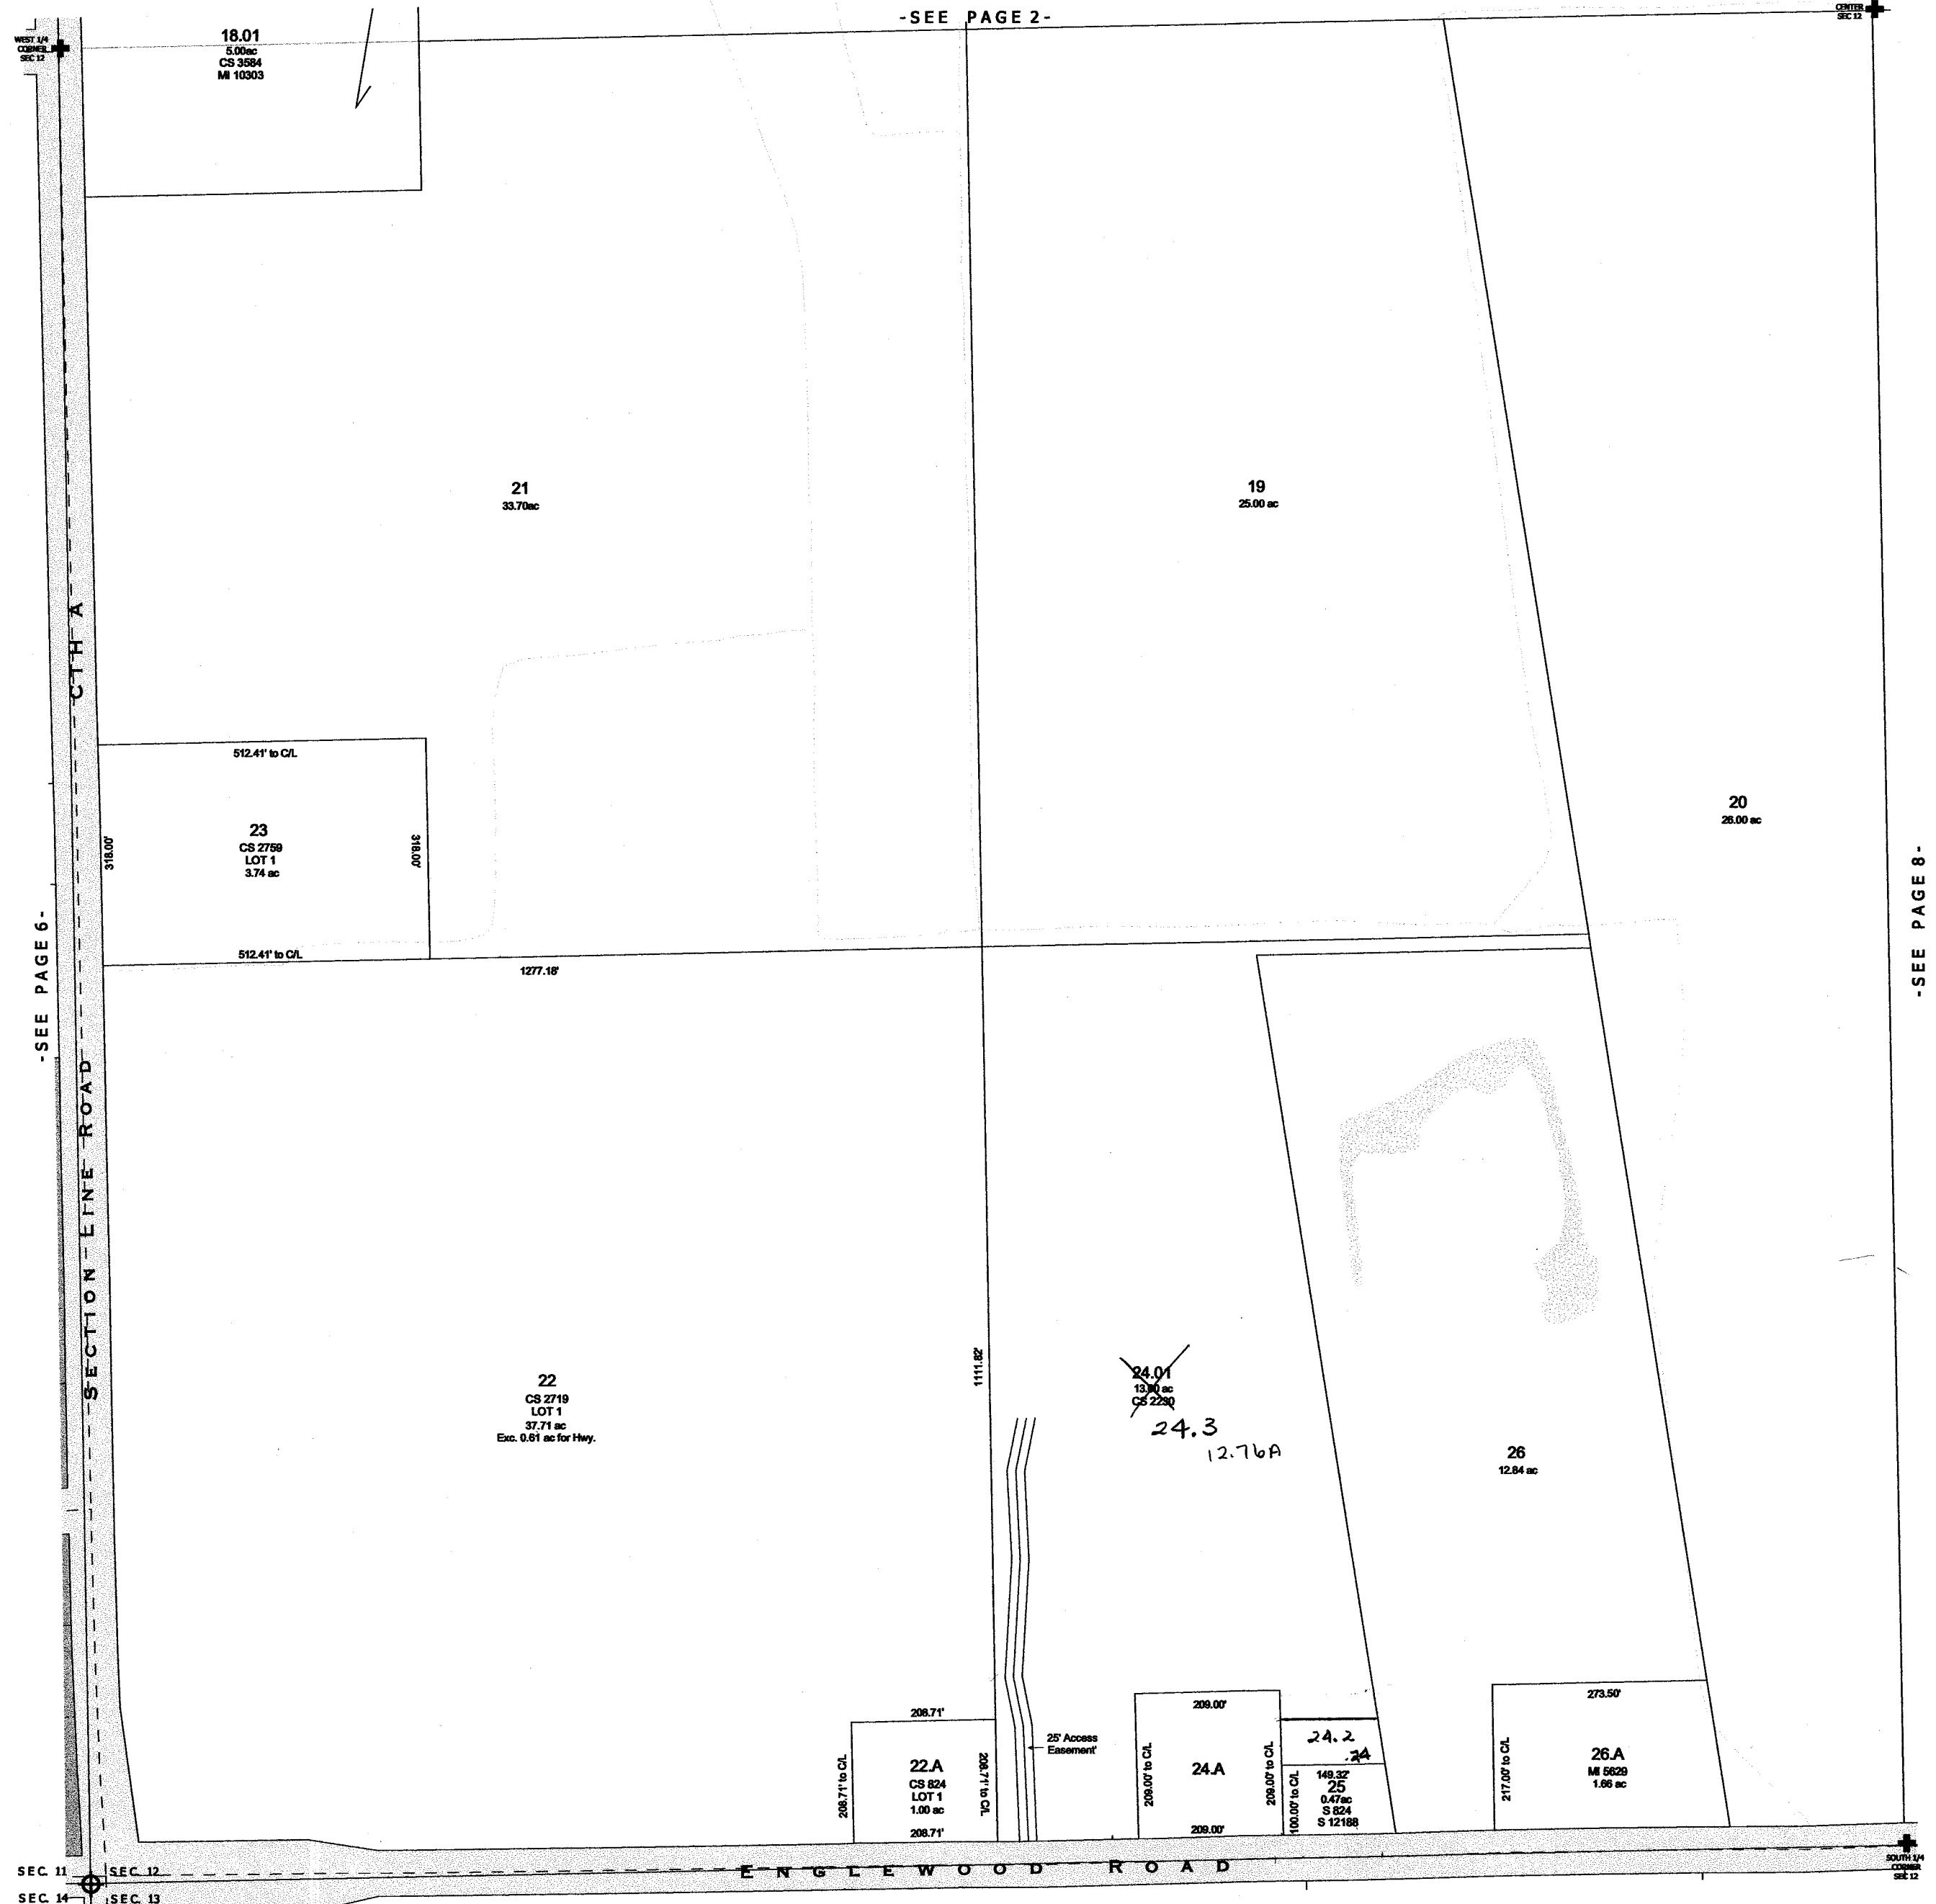 -SEE PAGE 2-
WEST 1/4
CORNER
SEC 12
CENTER
SEC 12
18.01
5.00ac
CS 3584
MI 10303
21
33.70ac
19
25.00 ac
CTH A
512.41' to C/L
20
26.00 ac
23
CS 2759
LOT 1
3.74 ac
318.00'
318.00'
-SEE PAGE 6-
-SEE PAGE 8-
512.41' to C/L
1277.18'
SECTION LINE ROAD
1111.82'
22
CS 2719
LOT 1
37.71 ac
Exc. 0.61 ac for Hwy.
24.01
ac
CS 2230
24.3
12.76A
26
12.84 ac
208.71'
208.71' to C/L
22.A
CS 824
LOT 1
1.00 ac
208.71' to C/L
208.71'
25' Access
Easement'
209.00'
209.00' to C/L
24.A
209.00' to C/L
209.00'
24.2
.24
149.32'
100.00' to C/L
25
0.47ac
S 824
S 12188
273.50'
217.00' to C/L
26.A
MI 5629
1.66 ac
ENGLEWOOD ROAD
SEC. 11
SEC. 12
SEC. 14
SEC. 13
SOUTH 1/4
CORNER
SEC 12